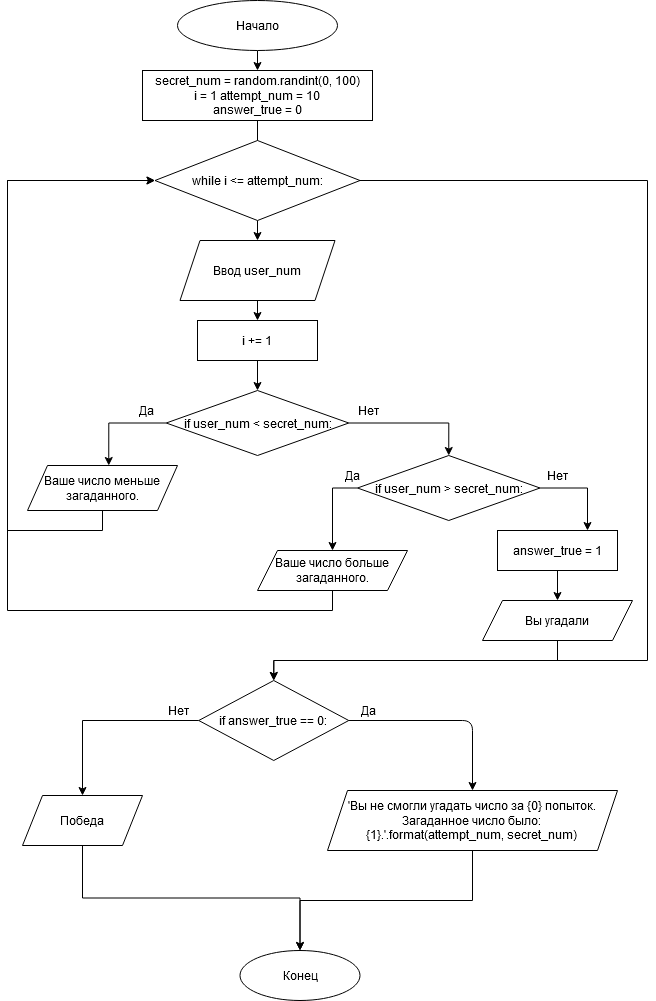 Начало
secret_num = random.randint(0, 100)
i = 1 attempt_num = 10
answer_true = 0
while i <= attempt_num:
Ввод user_num
i += 1
Да
Нет
if user_num < secret_num:
Ваше число меньше
загаданного.
Да
Нет
if user_num > secret_num:
Ваше число больше
загаданного.
answer_true = 1
Вы угадали
Нет
Да
if answer_true == 0:
Победа
'Вы не смогли угадать число за {0} попыток.
Загаданное число было:
{1}.'.format(attempt_num, secret_num)
Конец